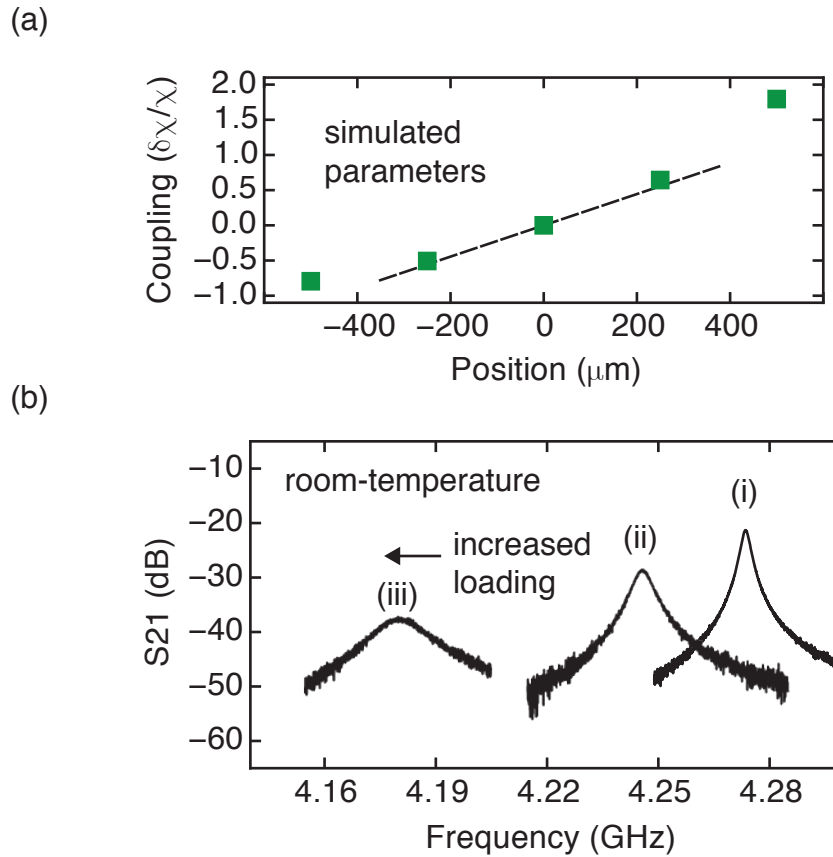 (a)
Coupling (δχ/χ)
2.0
1.5
1.0
0.5
0.0
−0.5
−1.0
simulated
parameters
−400 −200 0 200 400
Position (μm)
(b)
S21 (dB)
−10
−20
−30
−40
−50
−60
room-temperature
increased
loading
(i)
(ii)
(iii)
4.16 4.19 4.22 4.25 4.28
Frequency (GHz)